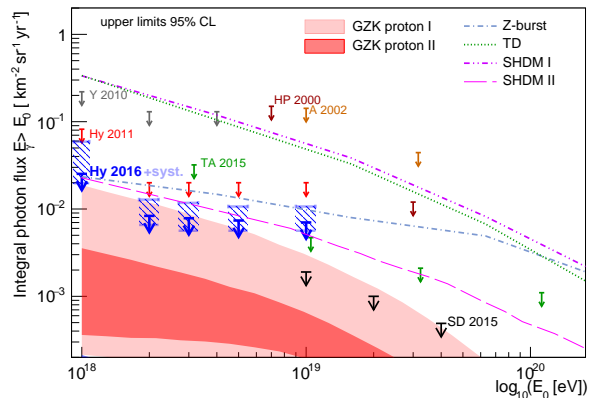 upper limits 95% CL
GZK proton I
GZK proton II
Z-burst
TD
SHDM I
SHDM II
Integral photon flux F_γ > E_0 [ km^-2 sr^-1 yr^-1 ]
1
10^-1
10^-2
10^-3
Y 2010
HP 2000
A 2002
Hy 2011
Hy 2016 +syst.
TA 2015
SD 2015
10^18
10^19
10^20
log_10(E_0 [eV])